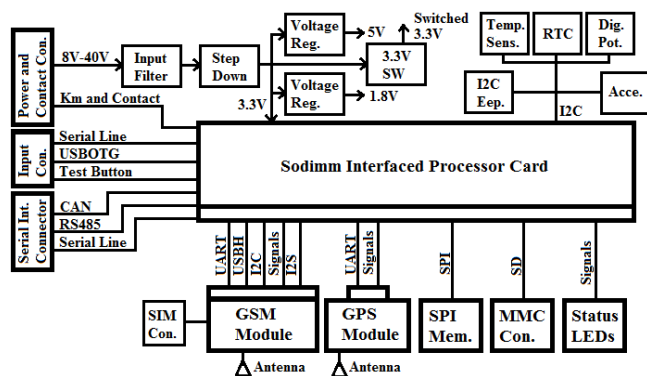 Power and
Contact Con.
8V-40V
Input
Filter
Step
Down
Voltage
Reg.
5V
Switched
3.3V
3.3V
SW
Voltage
Reg.
1.8V
3.3V
Temp.
Sens.
RTC
Dig.
Pot.
I2C
Eep.
Acce.
I2C
Km and Contact
Input
Con.
Serial Line
USBOTG
Test Button
Serial Int.
Connector
CAN
RS485
Serial Line
Sodimm Interfaced Processor Card
UART
USBH
I2C
Signals
I2S
UART
Signals
SPI
SD
Signals
SIM
Con.
GSM
Module
GPS
Module
SPI
Mem.
MMC
Con.
Status
LEDs
Antenna
Antenna